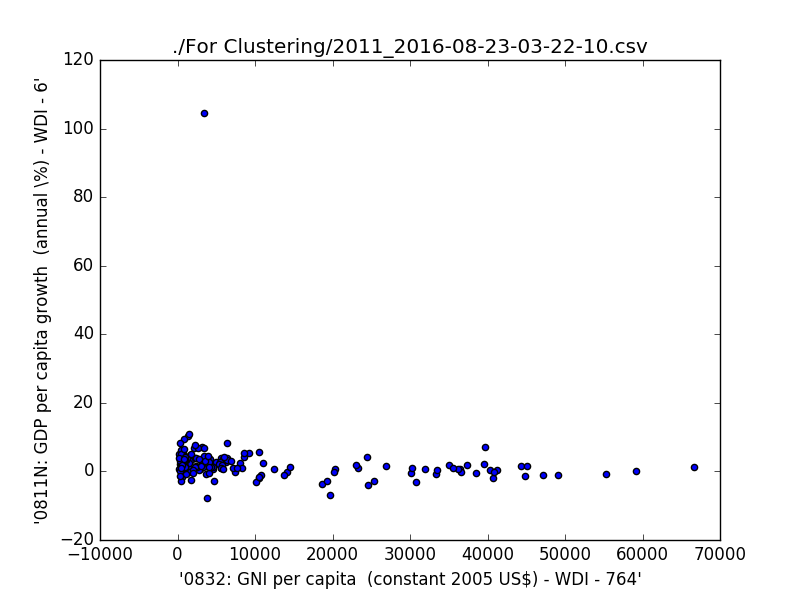 ./For Clustering/2011_2016-08-23-03-22-10.csv
120
100
80
60
40
20
0
−20
−10000 0 10000 20000 30000 40000 50000 60000 70000
'0811N: GDP per capita growth  (annual \%) - WDI - 6'
'0832: GNI per capita  (constant 2005 US$) - WDI - 764'